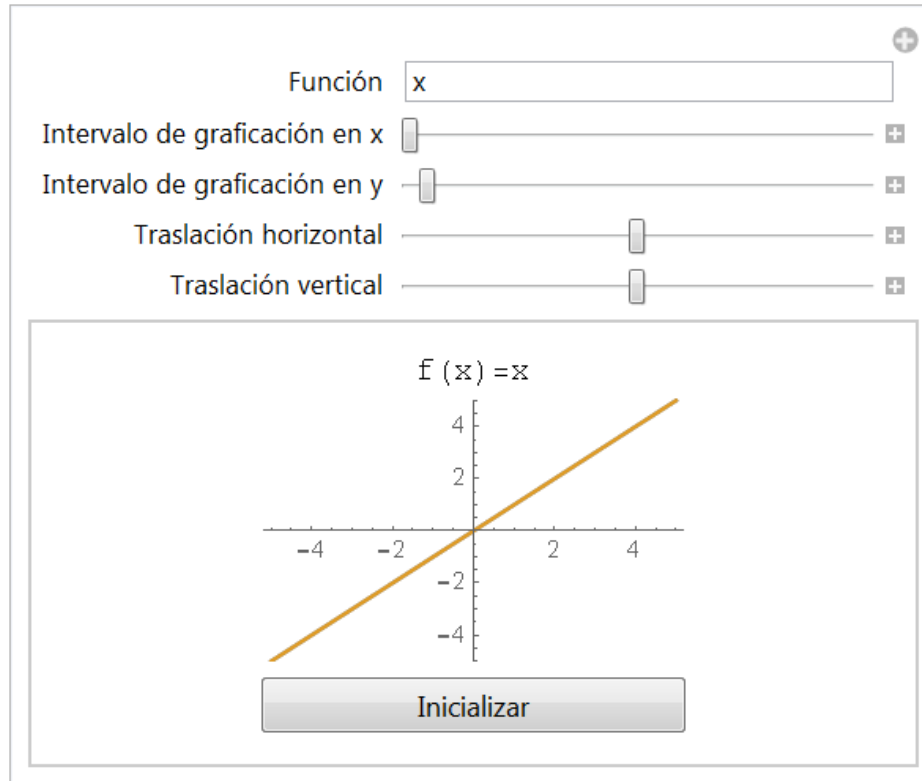 Función x
Intervalo de graficación en x
Intervalo de graficación en y
Traslación horizontal
Traslación vertical
f (x) =x
4
2
−4 −2 2 4
−2
−4
Inicializar